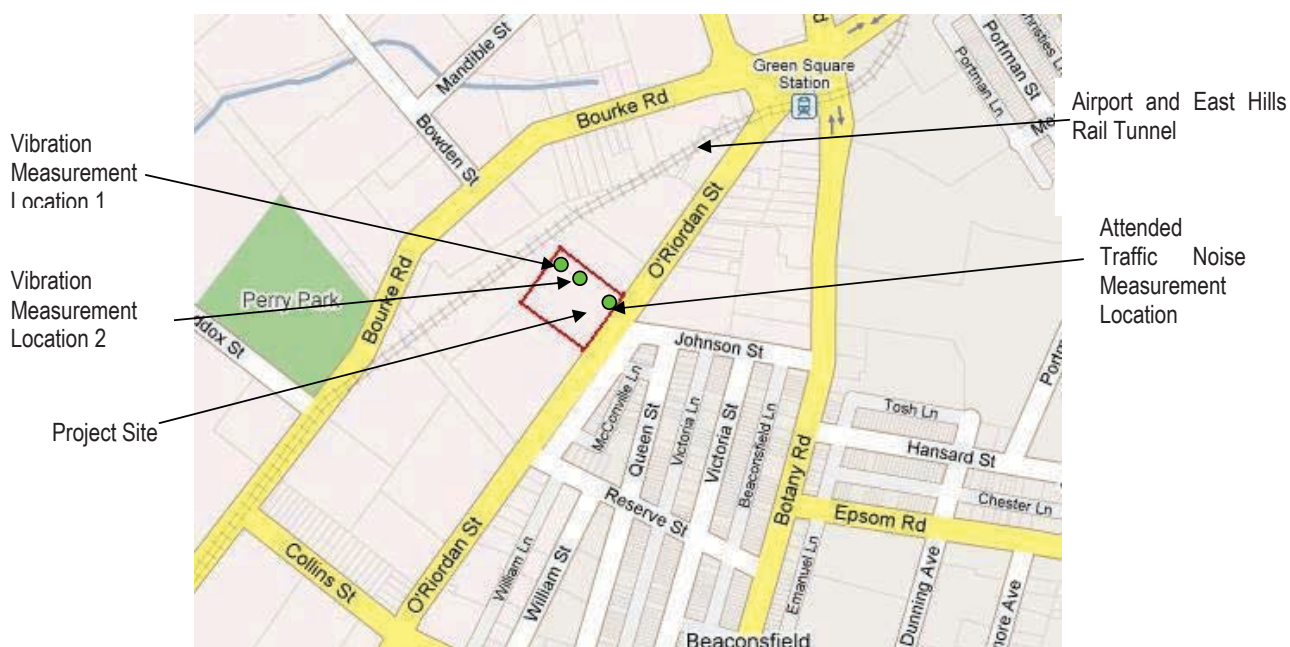 Vibration
Measurement
Location 1
Vibration
Measurement
Location 2
Project Site
Airport and East Hills
Rail Tunnel
Attended
Traffic Noise
Measurement
Location
Mandible St
Bowden St
Bourke Rd
Green Square
Station
Christies Ln
Portman St
Portman Ln
O'Riordan St
Perry Park
Bourke Rd
Johnson St
McConville Ln
Queen St
Victoria Ln
Victoria St
Beaconsfield Ln
Botany Rd
Tosh Ln
Hansard St
Chester Ln
Epsom Rd
Reserve St
Emanuel Ln
Dunning Ave
Collins St
O'Riordan St
William Ln
William St
Beaconsfield